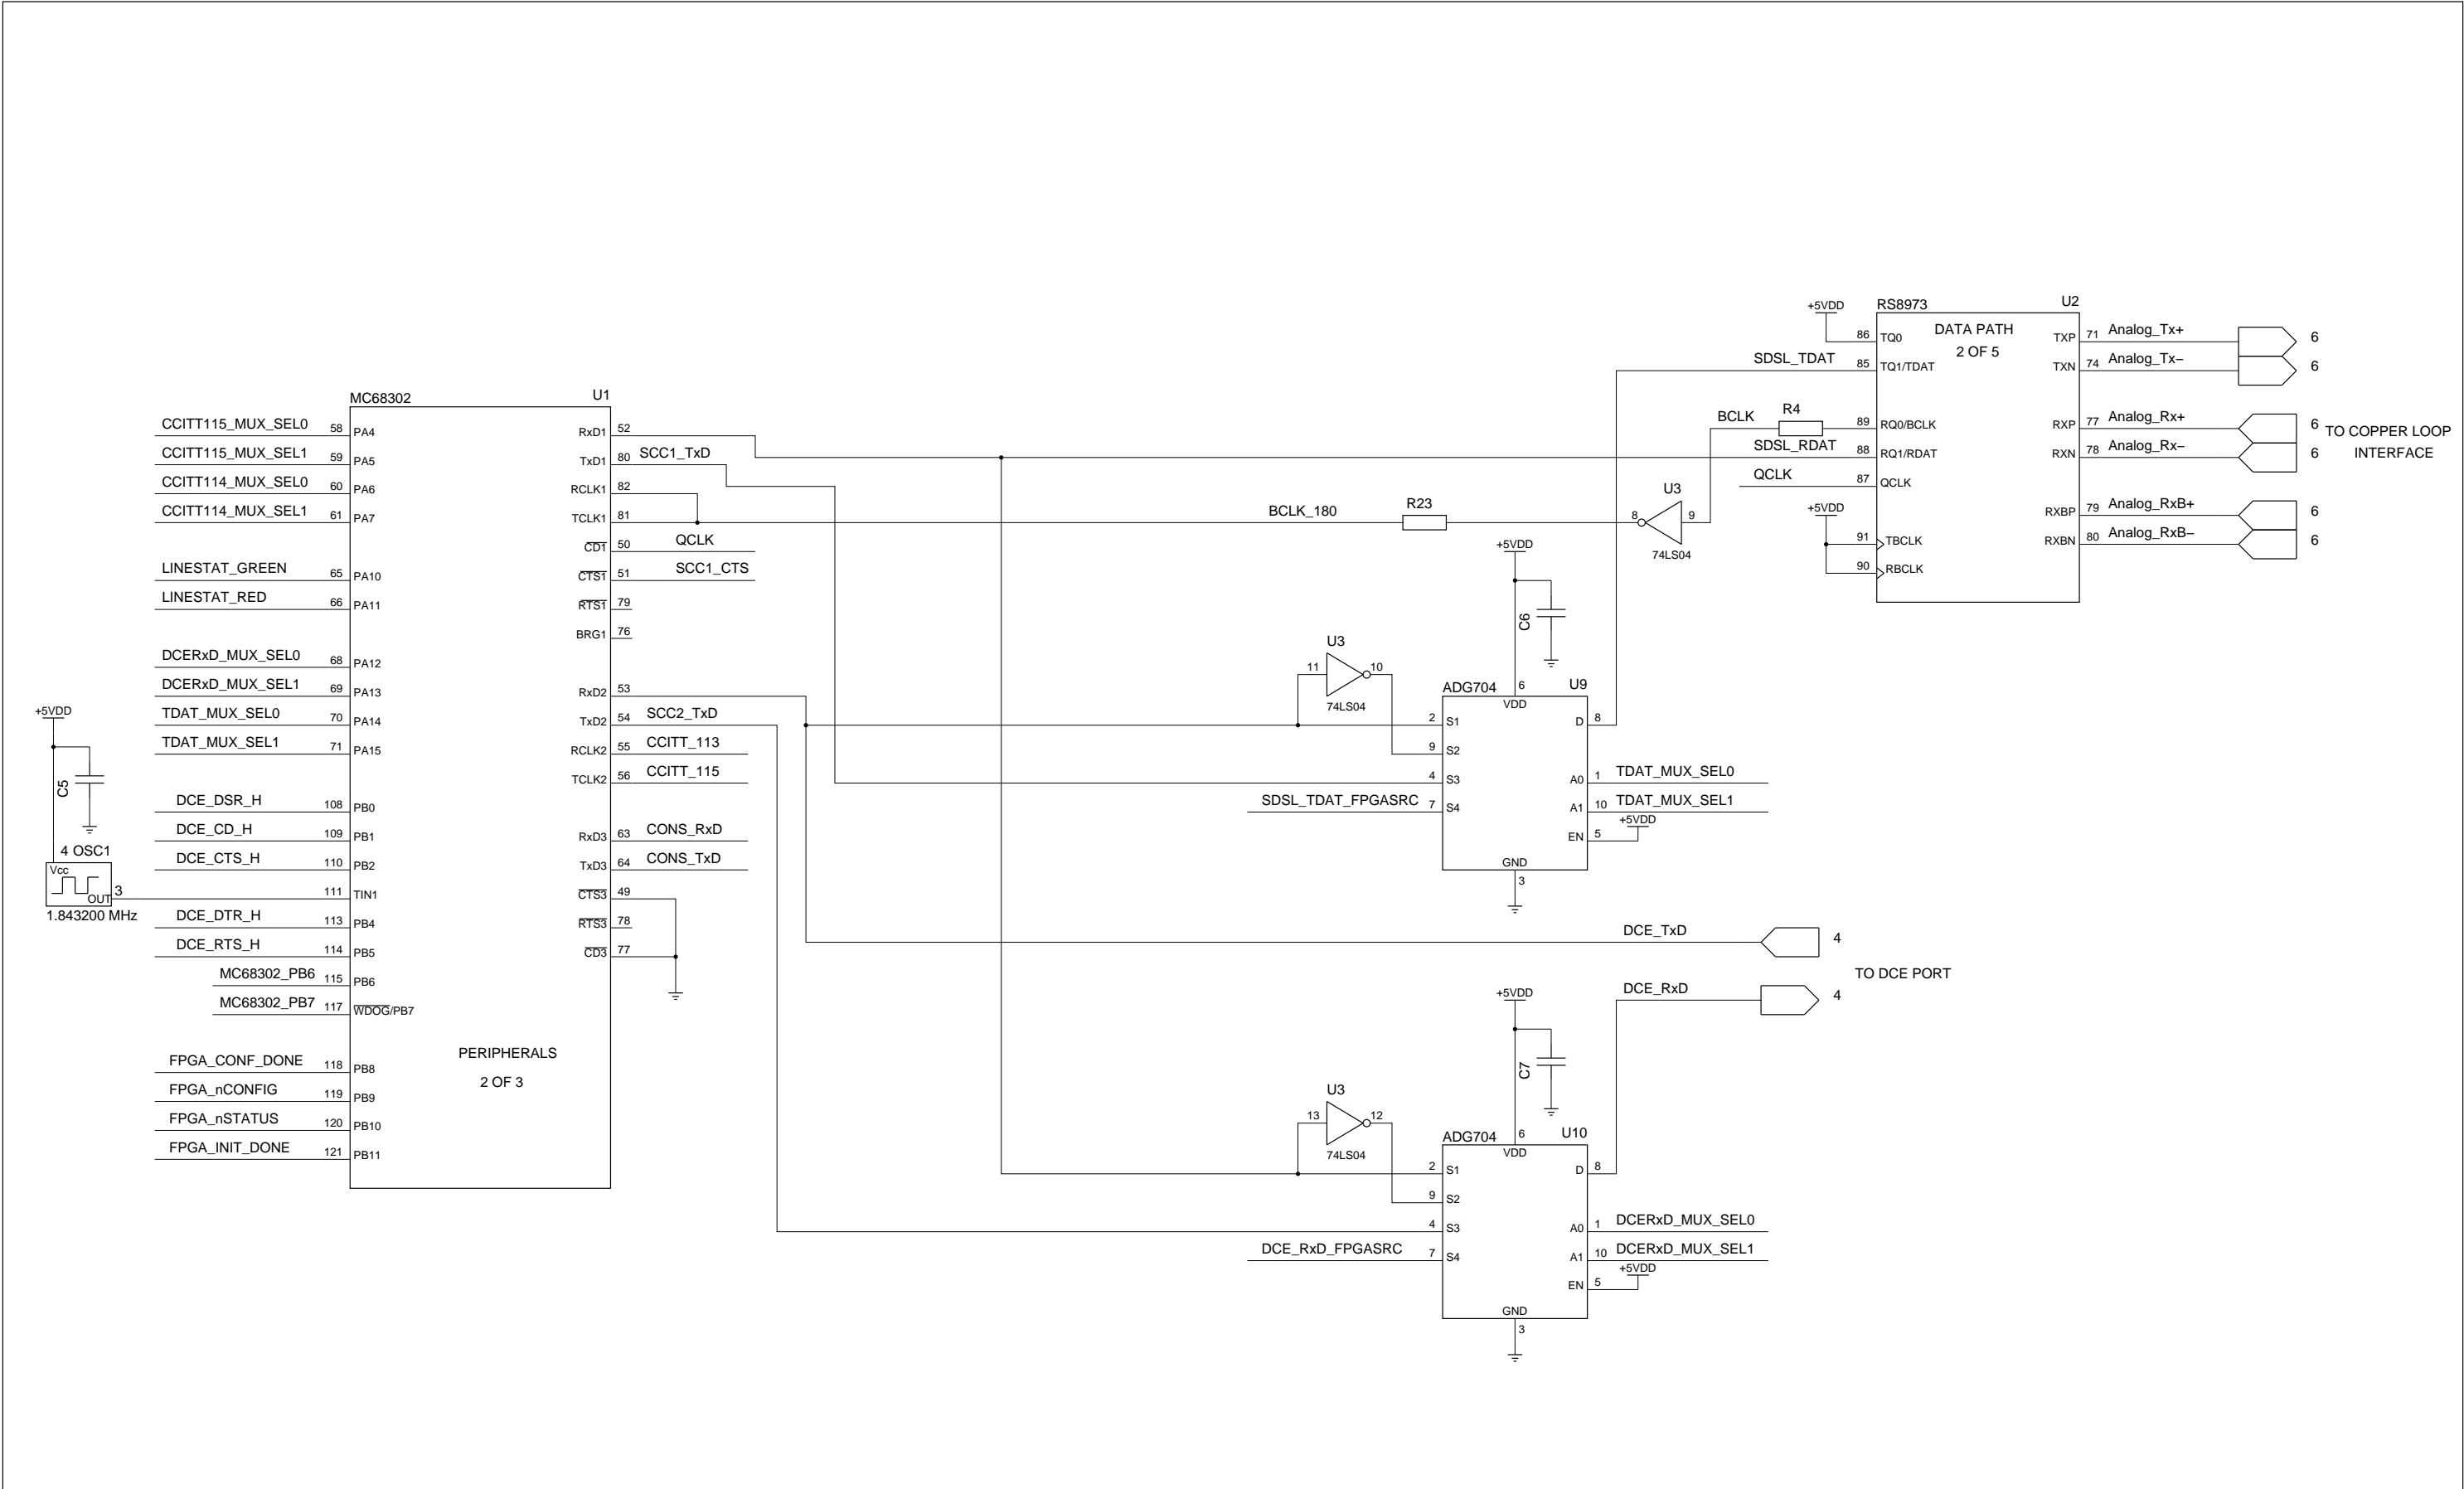 MC68302 U1
CCITT115_MUX_SEL0 58 PA4
CCITT115_MUX_SEL1 59 PA5
CCITT114_MUX_SEL0 60 PA6
CCITT114_MUX_SEL1 61 PA7
LINESTAT_GREEN 65 PA10
LINESTAT_RED 66 PA11
DCERxD_MUX_SEL0 68 PA12
DCERxD_MUX_SEL1 69 PA13
TDAT_MUX_SEL0 70 PA14
TDAT_MUX_SEL1 71 PA15
DCE_DSR_H 108 PB0
DCE_CD_H 109 PB1
DCE_CTS_H 110 PB2
111 TIN1
DCE_DTR_H 113 PB4
DCE_RTS_H 114 PB5
MC68302_PB6 115 PB6
MC68302_PB7 117 WDOG/PB7
FPGA_CONF_DONE 118 PB8
FPGA_nCONFIG 119 PB9
FPGA_nSTATUS 120 PB10
FPGA_INIT_DONE 121 PB11
PERIPHERALS
2 OF 3
+5VDD
C5
4 OSC1
Vcc
OUT 3
1.843200 MHz
RxD1 52
TxD1 80 SCC1_TxD
RCLK1 82
TCLK1 81
CD1 50 QCLK
CTS1 51 SCC1_CTS
RTS1 79
BRG1 76
RxD2 53
TxD2 54 SCC2_TxD
RCLK2 55 CCITT_113
TCLK2 56 CCITT_115
RxD3 63 CONS_RxD
TxD3 64 CONS_TxD
CTS3 49
RTS3 78
CD3 77
BCLK_180
R23
U3
8 9
74LS04
BCLK
R4
+5VDD
C6
U3
11 10
74LS04
ADG704 6 U9
VDD
2 S1
9 S2
4 S3
SDSL_TDAT_FPGASRC 7 S4
D 8
A0 1 TDAT_MUX_SEL0
A1 10 TDAT_MUX_SEL1
EN 5 +5VDD
GND
3
DCE_TxD 4
TO DCE PORT
DCE_RxD 4
+5VDD
C7
U3
13 12
74LS04
ADG704 6 U10
VDD
2 S1
9 S2
4 S3
DCE_RxD_FPGASRC 7 S4
D 8
A0 1 DCERxD_MUX_SEL0
A1 10 DCERxD_MUX_SEL1
EN 5 +5VDD
GND
3
RS8973 U2
DATA PATH
2 OF 5
+5VDD
86 TQ0
SDSL_TDAT 85 TQ1/TDAT
89 RQ0/BCLK
SDSL_RDAT 88 RQ1/RDAT
QCLK 87 QCLK
+5VDD
91 TBCLK
90 RBCLK
TXP 71 Analog_Tx+ 6
TXN 74 Analog_Tx− 6
RXP 77 Analog_Rx+ 6
RXN 78 Analog_Rx− 6
RXBP 79 Analog_RxB+ 6
RXBN 80 Analog_RxB− 6
TO COPPER LOOP
INTERFACE